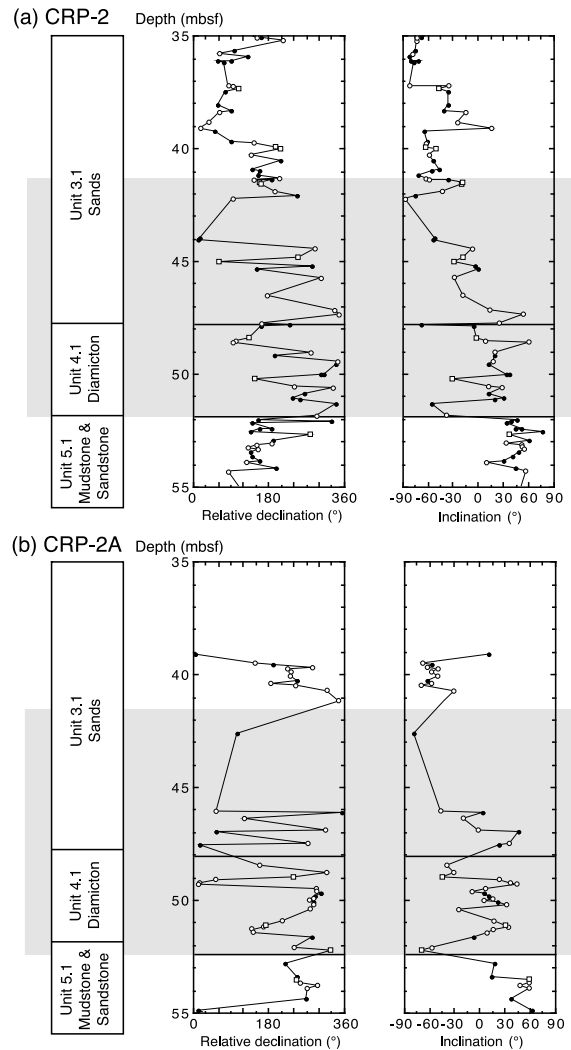 (a) CRP-2
Depth (mbsf)
35
40
45
50
55
Unit 3.1
Sands
Unit 4.1
Diamicton
Unit 5.1
Mudstone &
Sandstone
0 180 360
Relative declination (°)
-90 -60 -30 0 30 60 90
Inclination (°)
(b) CRP-2A
Depth (mbsf)
35
40
45
50
55
Unit 3.1
Sands
Unit 4.1
Diamicton
Unit 5.1
Mudstone &
Sandstone
0 180 360
Relative declination (°)
-90 -60 -30 0 30 60 90
Inclination (°)